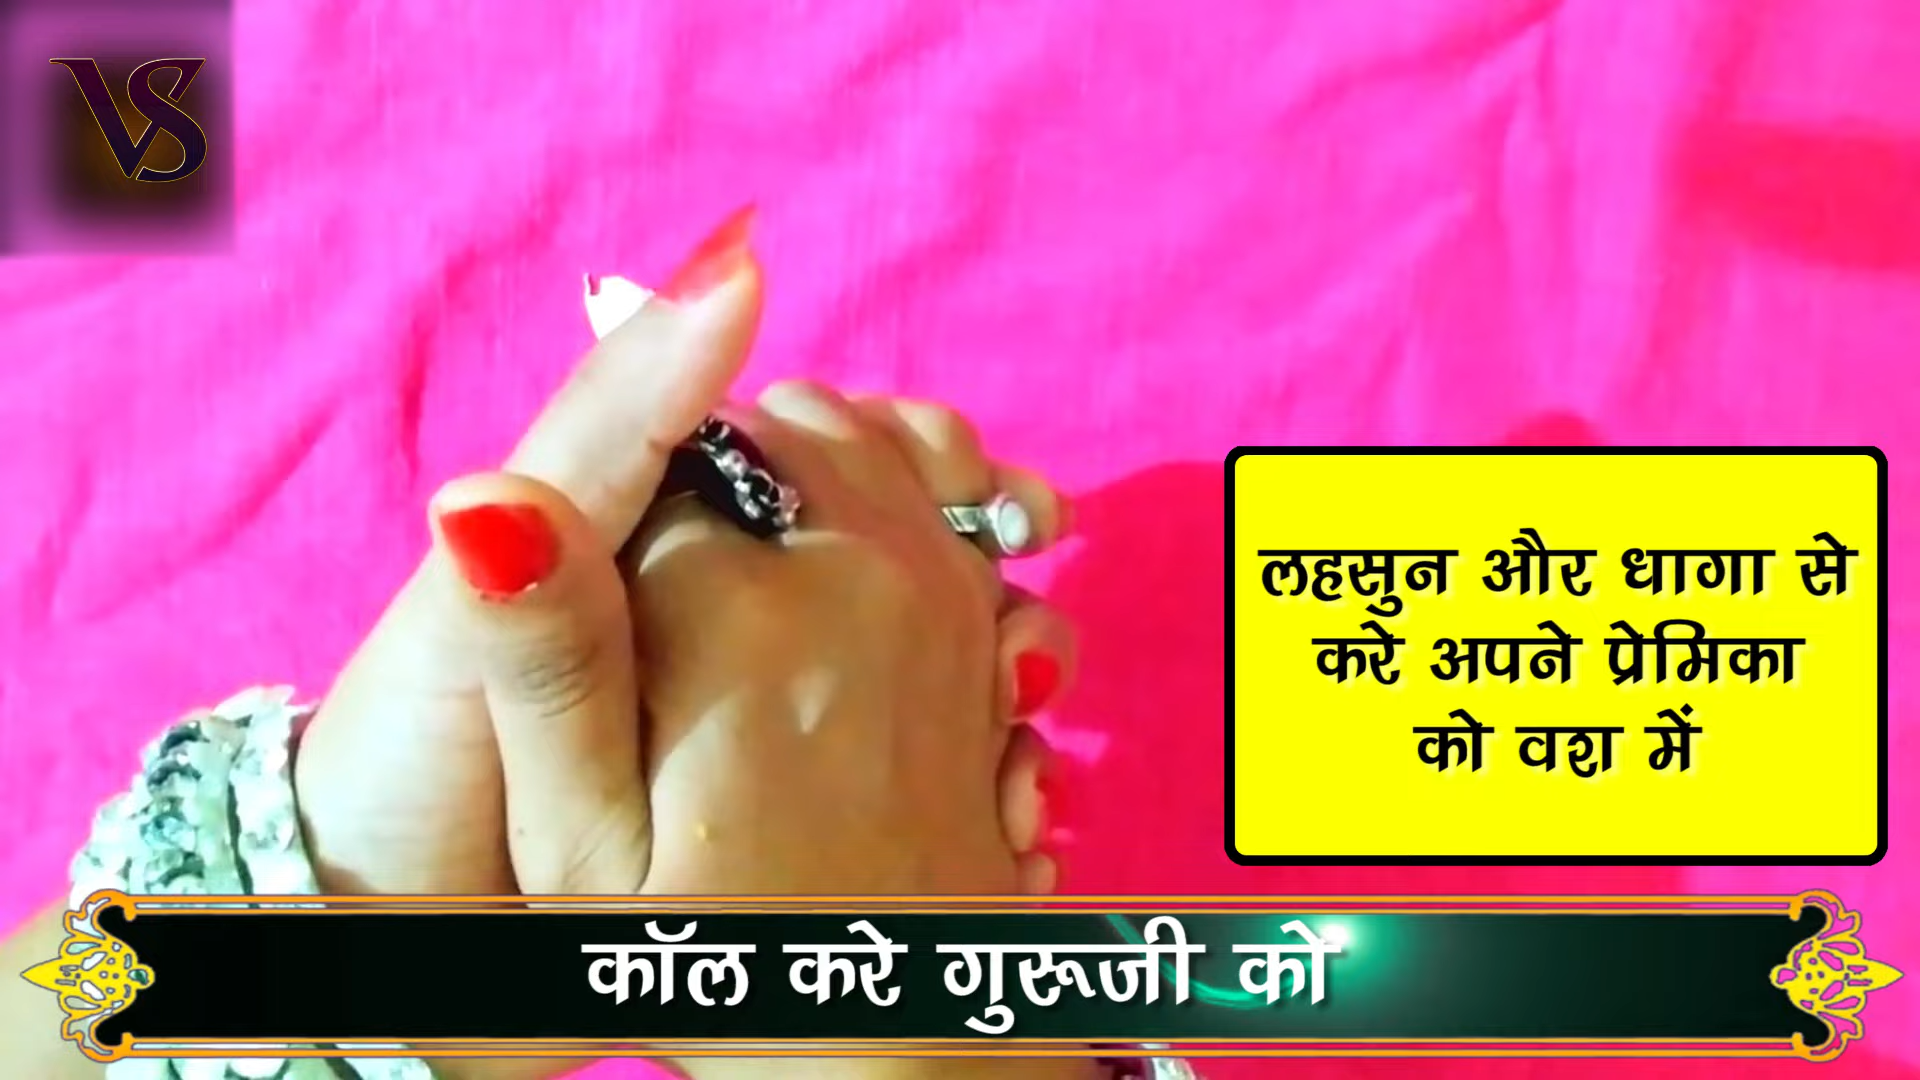 VS
लहसुन और धागा से
करे अपने प्रेमिका
को वश में
कॉल करे गुरूजी को